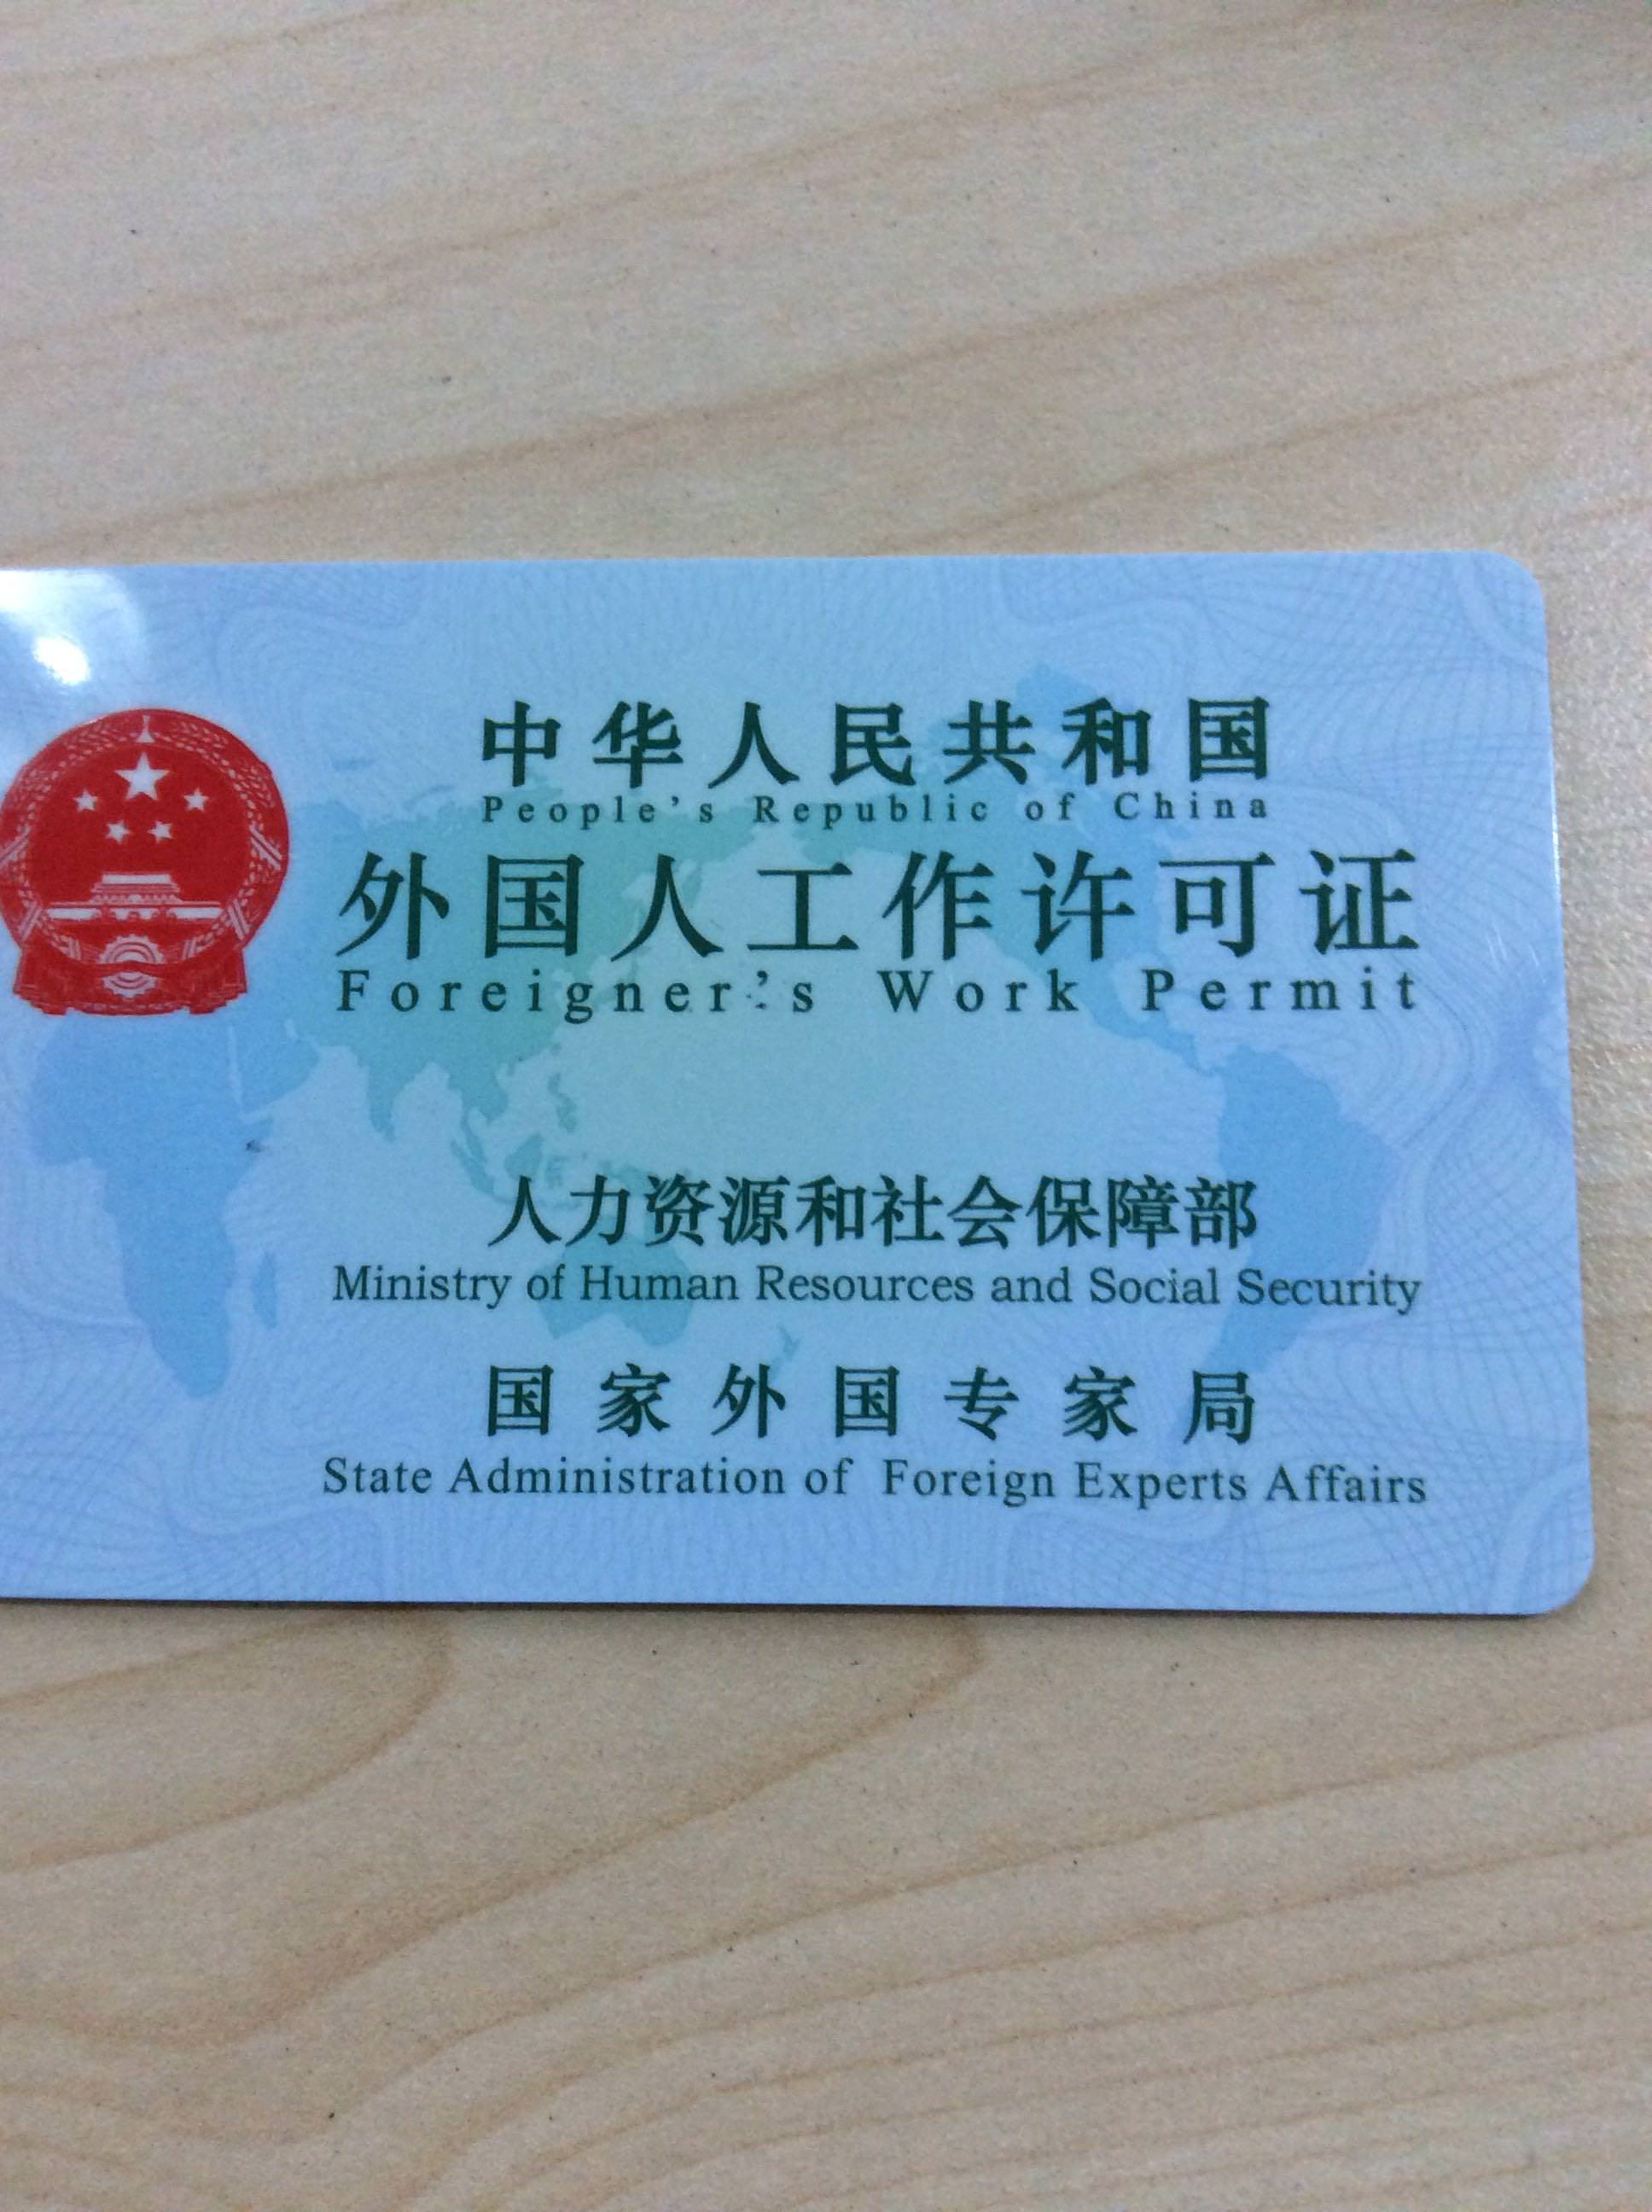 中华人民共和国
People's Republic of China
外国人工作许可证
Foreigner's Work Permit
人力资源和社会保障部
Ministry of Human Resources and Social Security
国家外国专家局
State Administration of Foreign Experts Affairs